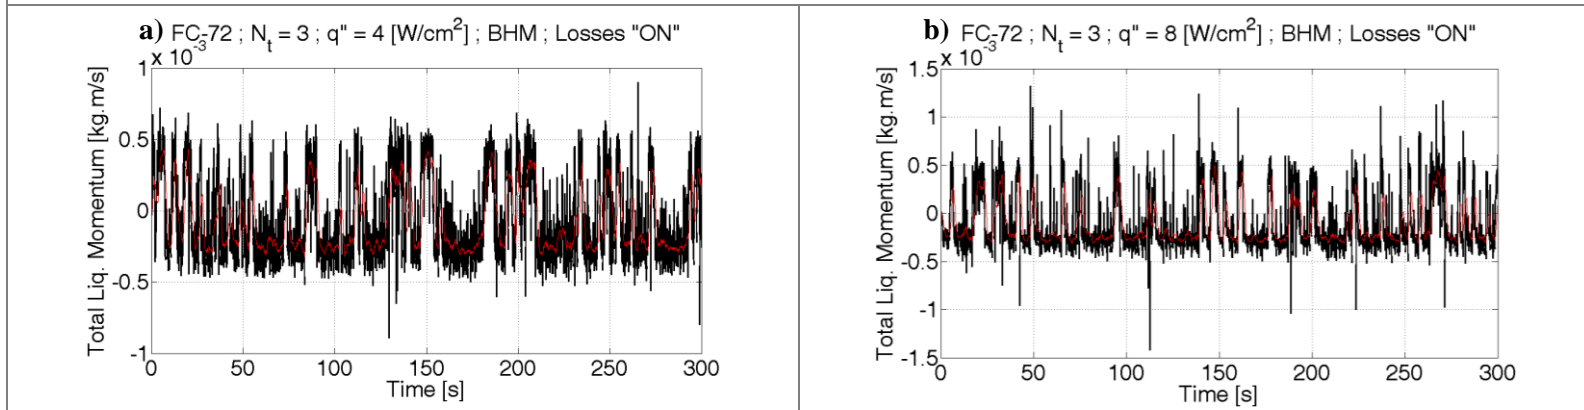 a) FC-72 ; N_t = 3 ; q" = 4 [W/cm²] ; BHM ; Losses "ON"
x 10⁻³
1
0.5
0
-0.5
-1
Total Liq. Momentum [kg.m/s]
0 50 100 150 200 250 300
Time [s]
b) FC-72 ; N_t = 3 ; q" = 8 [W/cm²] ; BHM ; Losses "ON"
x 10⁻³
1.5
1
0.5
0
-0.5
-1
-1.5
Total Liq. Momentum [kg.m/s]
0 50 100 150 200 250 300
Time [s]